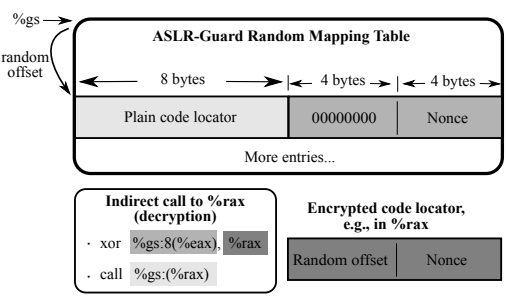 %gs
ASLR-Guard Random Mapping Table
random
offset
8 bytes
4 bytes
4 bytes
Plain code locator
00000000
Nonce
More entries...
Indirect call to %rax
(decryption)
· xor %gs:8(%eax), %rax
· call %gs:(%rax)
Encrypted code locator,
e.g., in %rax
Random offset
Nonce